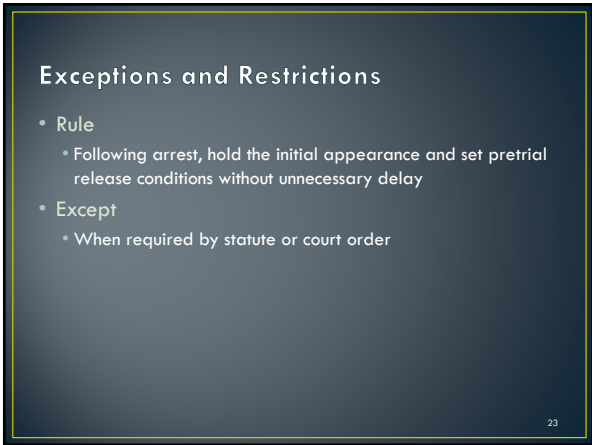 Exceptions and Restrictions
• Rule
• Following arrest, hold the initial appearance and set pretrial
release conditions without unnecessary delay
• Except
• When required by statute or court order
23